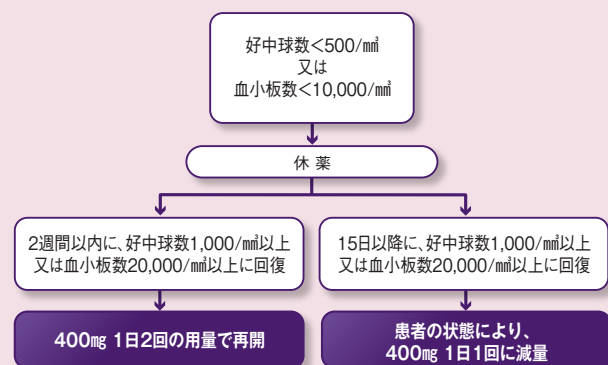 好中球数<500/㎣
又は
血小板数<10,000/㎣
休 薬
2週間以内に、好中球数1,000/㎣以上
又は血小板数20,000/㎣以上に回復
15日以降に、好中球数1,000/㎣以上
又は血小板数20,000/㎣以上に回復
400㎎ 1日2回の用量で再開
患者の状態により、
400㎎ 1日1回に減量